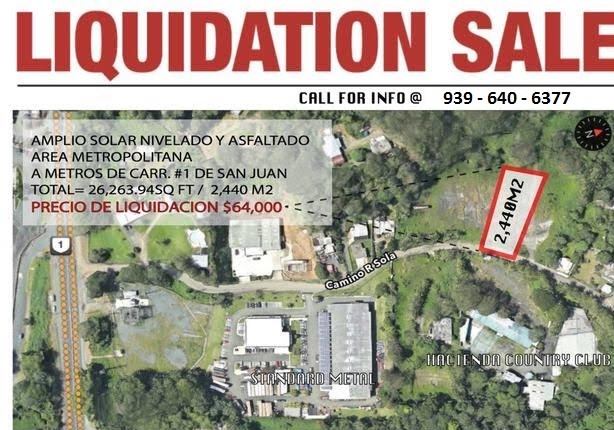 LIQUIDATION SALE
CALL FOR INFO @ 939 - 640 - 6377
AMPLIO SOLAR NIVELADO Y ASFALTADO
AREA METROPOLITANA
A METROS DE CARR. #1 DE SAN JUAN
TOTAL= 26,263.94SQ FT / 2,440 M2
PRECIO DE LIQUIDACION $64,000
N
2,440M2
1
Camino R Sola
HACIENDA COUNTRY CLUB
STANDARD METAL